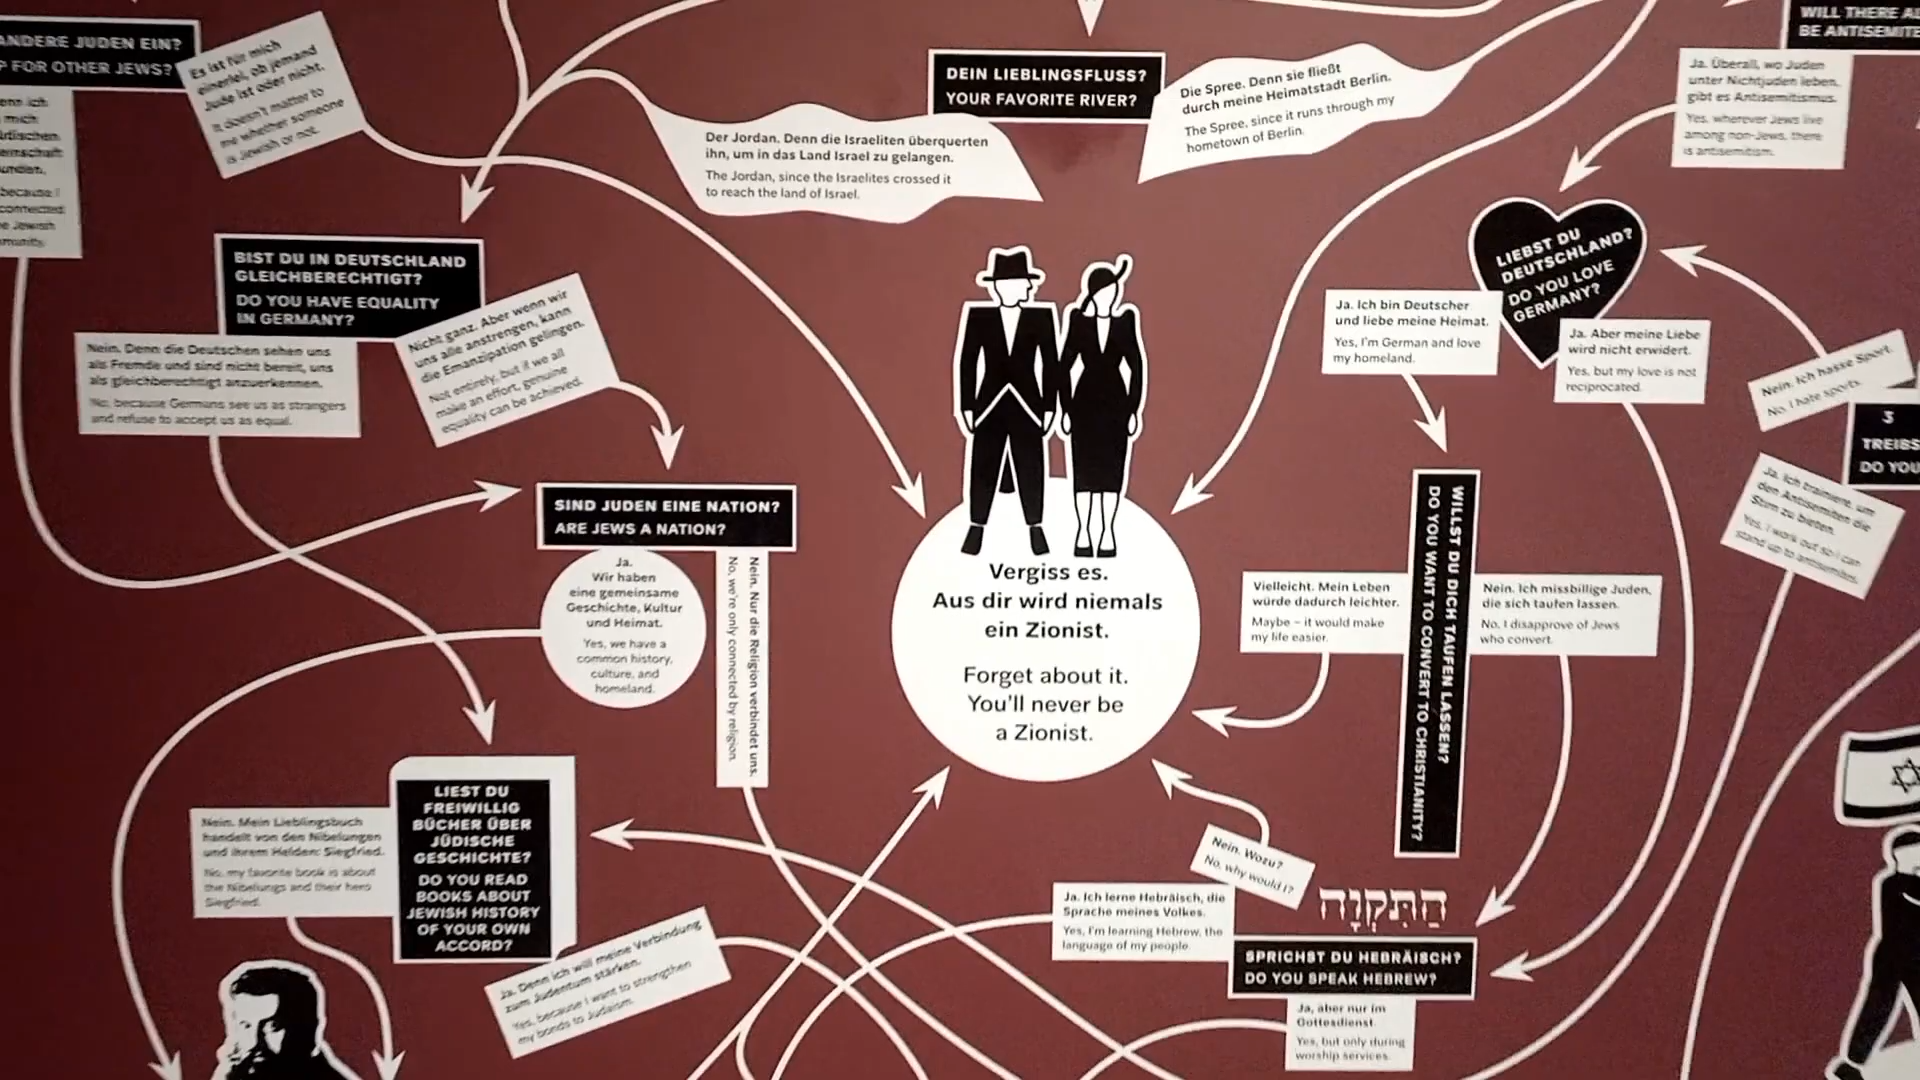 ANDERE JUDEN EIN?
P FOR OTHER JEWS?
Es ist für mich
einerlei, ob jemand
Jude ist oder nicht.
It doesn't matter to
me whether someone
is Jewish or not.
enn ich
mich
because I
connected
e Jewish
DEIN LIEBLINGSFLUSS?
YOUR FAVORITE RIVER?
Der Jordan. Denn die Israeliten überquerten
ihn, um in das Land Israel zu gelangen.
The Jordan, since the Israelites crossed it
to reach the land of Israel.
Die Spree. Denn sie fließt
durch meine Heimatstadt Berlin.
The Spree, since it runs through my
hometown of Berlin.
WILL THERE AL
BE ANTISEMITE
Ja. Überall, wo Juden
unter Nichtjuden leben,
gibt es Antisemitismus.
Yes, wherever Jews live
among non-Jews, there
is antisemitism.
BIST DU IN DEUTSCHLAND
GLEICHBERECHTIGT?
DO YOU HAVE EQUALITY
IN GERMANY?
Nein. Denn die Deutschen sehen uns
als Fremde und sind nicht bereit, uns
als gleichberechtigt anzuerkennen.
No, because Germans see us as strangers
and refuse to accept us as equal.
Nicht ganz. Aber wenn wir
uns alle anstrengen, kann
die Emanzipation gelingen.
Not entirely, but if we all
make an effort, genuine
equality can be achieved.
LIEBST DU
DEUTSCHLAND?
DO YOU LOVE
GERMANY?
Ja. Ich bin Deutscher
und liebe meine Heimat.
Yes, I'm German and love
my homeland.
Ja. Aber meine Liebe
wird nicht erwidert.
Yes, but my love is not
reciprocated.
Nein. Ich hasse Sport.
No, I hate sports.
TREIBS
DO YOU
Ja. Ich trainiere, um
den Antisemiten die
Stirn zu bieten.
Yes, I work out so I can
stand up to antisemites.
SIND JUDEN EINE NATION?
ARE JEWS A NATION?
Ja.
Wir haben
eine gemeinsame
Geschichte, Kultur
und Heimat.
Yes, we have a
common history,
culture, and
homeland.
Nein. Nur die Religion verbindet uns.
No, we're only connected by religion.
Vergiss es.
Aus dir wird niemals
ein Zionist.
Forget about it.
You'll never be
a Zionist.
WILLST DU DICH TAUFEN LASSEN?
DO YOU WANT TO CONVERT TO CHRISTIANITY?
Vielleicht. Mein Leben
würde dadurch leichter.
Maybe – it would make
my life easier.
Nein. Ich missbillige Juden,
die sich taufen lassen.
No, I disapprove of Jews
who convert.
LIEST DU
FREIWILLIG
BÜCHER ÜBER
JÜDISCHE
GESCHICHTE?
DO YOU READ
BOOKS ABOUT
JEWISH HISTORY
OF YOUR OWN
ACCORD?
Nein. Mein Lieblingsbuch
handelt von den Nibelungen
und ihrem Helden: Siegfried.
No, my favorite book is about
the Nibelungs and their hero
Siegfried.
Ja. Denn ich will meine Verbindung
zum Judentum stärken.
Yes, because I want to strengthen
my bonds to Judaism.
Nein. Wozu?
No, why would I?
Ja. Ich lerne Hebräisch, die
Sprache meines Volkes.
Yes, I'm learning Hebrew, the
language of my people.
הַתִּקְוָה
SPRICHST DU HEBRÄISCH?
DO YOU SPEAK HEBREW?
Ja, aber nur im
Gottesdienst.
Yes, but only during
worship services.